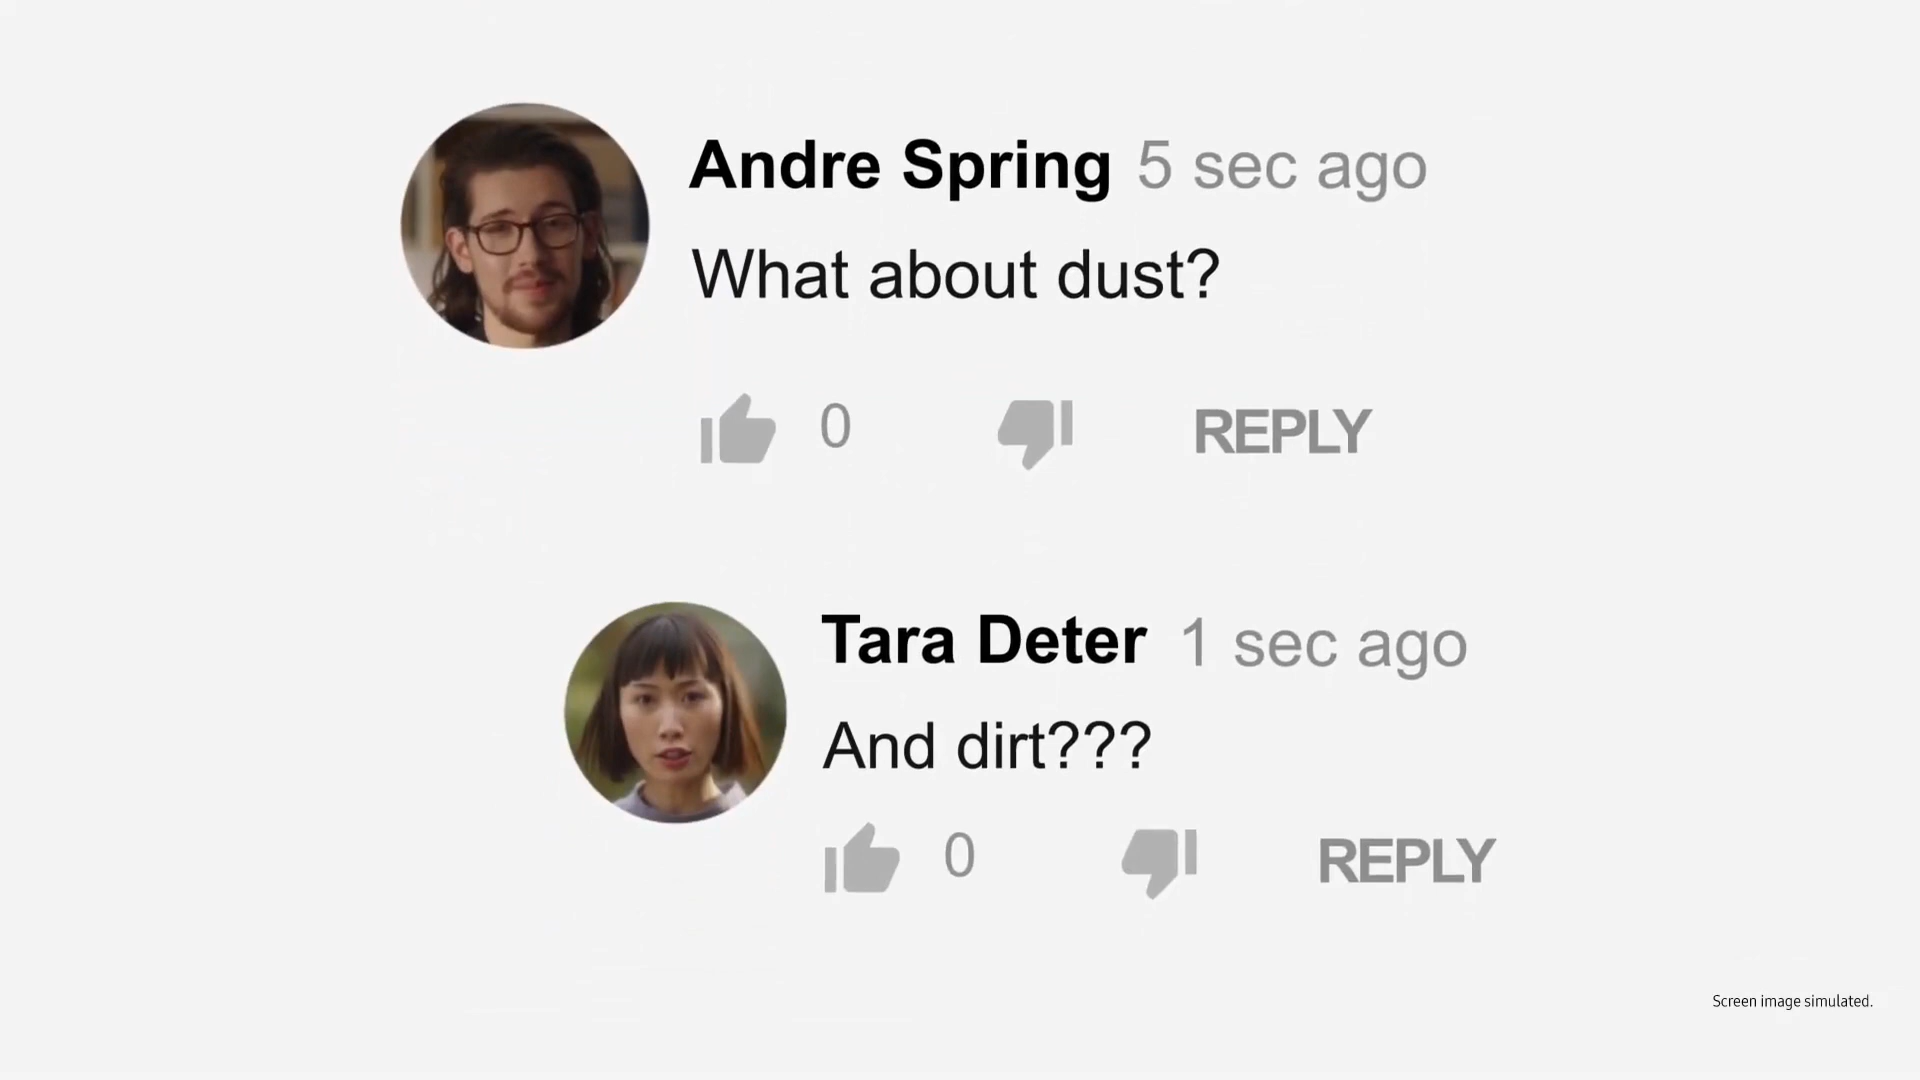 Andre Spring 5 sec ago
What about dust?
0 REPLY
Tara Deter 1 sec ago
And dirt???
0 REPLY
Screen image simulated.